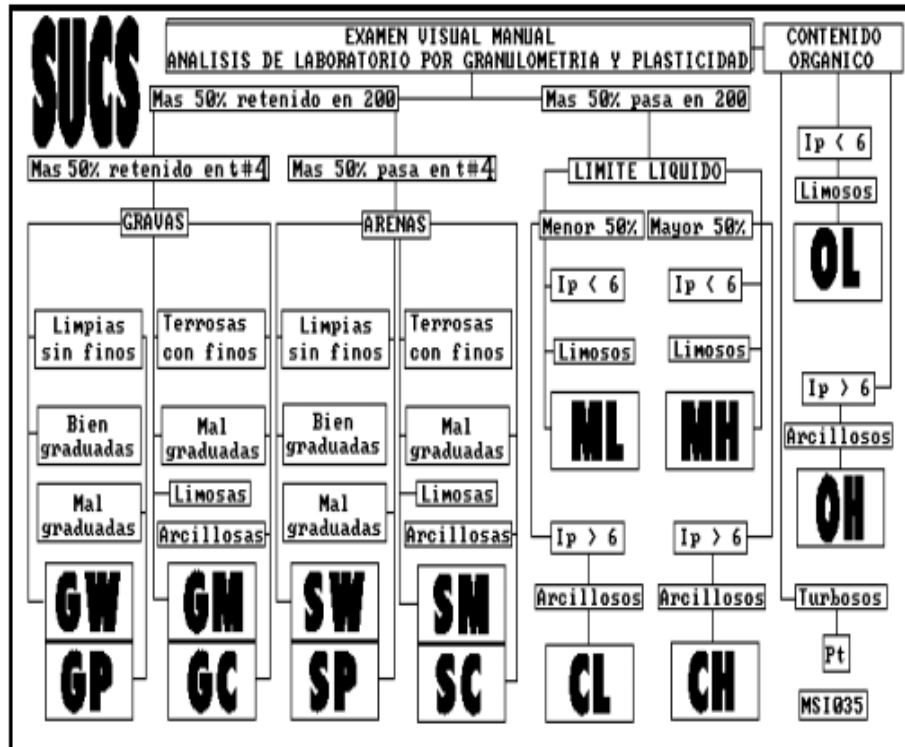 SUCS
EXAMEN VISUAL MANUAL
ANALISIS DE LABORATORIO POR GRANULOMETRIA Y PLASTICIDAD
CONTENIDO
ORGANICO
Mas 50% retenido en 200
Mas 50% pasa en 200
Mas 50% retenido en t#4
Mas 50% pasa en t#4
LIMITE LIQUIDO
Ip < 6
Limosos
OL
GRAVAS
ARENAS
Menor 50%
Mayor 50%
Ip < 6
Ip < 6
Limpias
sin finos
Terrosas
con finos
Limpias
sin finos
Terrosas
con finos
Limosos
Limosos
ML
MH
Ip > 6
Arcillosos
OH
Bien
graduadas
Mal
graduadas
Bien
graduadas
Mal
graduadas
Mal
graduadas
Limosas
Arcillosas
Mal
graduadas
Limosas
Arcillosas
Ip > 6
Ip > 6
Arcillosos
Arcillosos
Turbosos
GW
GM
SW
SM
GP
GC
SP
SC
CL
CH
Pt
MSI035